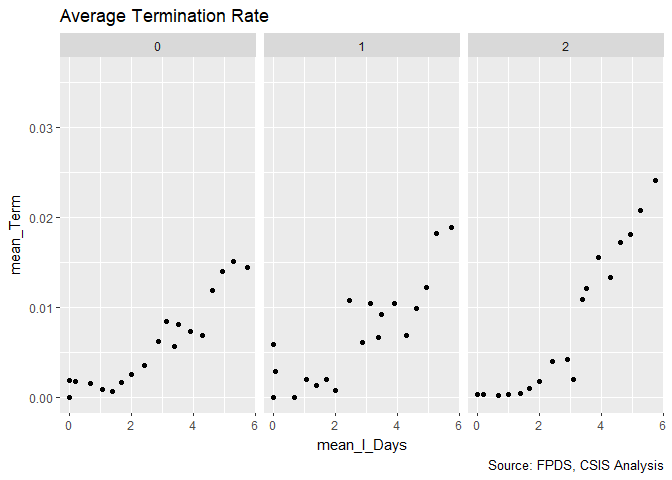 Average Termination Rate
0 1 2
0.03
0.02
0.01
0.00
mean_Term
0 2 4 6 0 2 4 6 0 2 4 6
mean_l_Days
Source: FPDS, CSIS Analysis